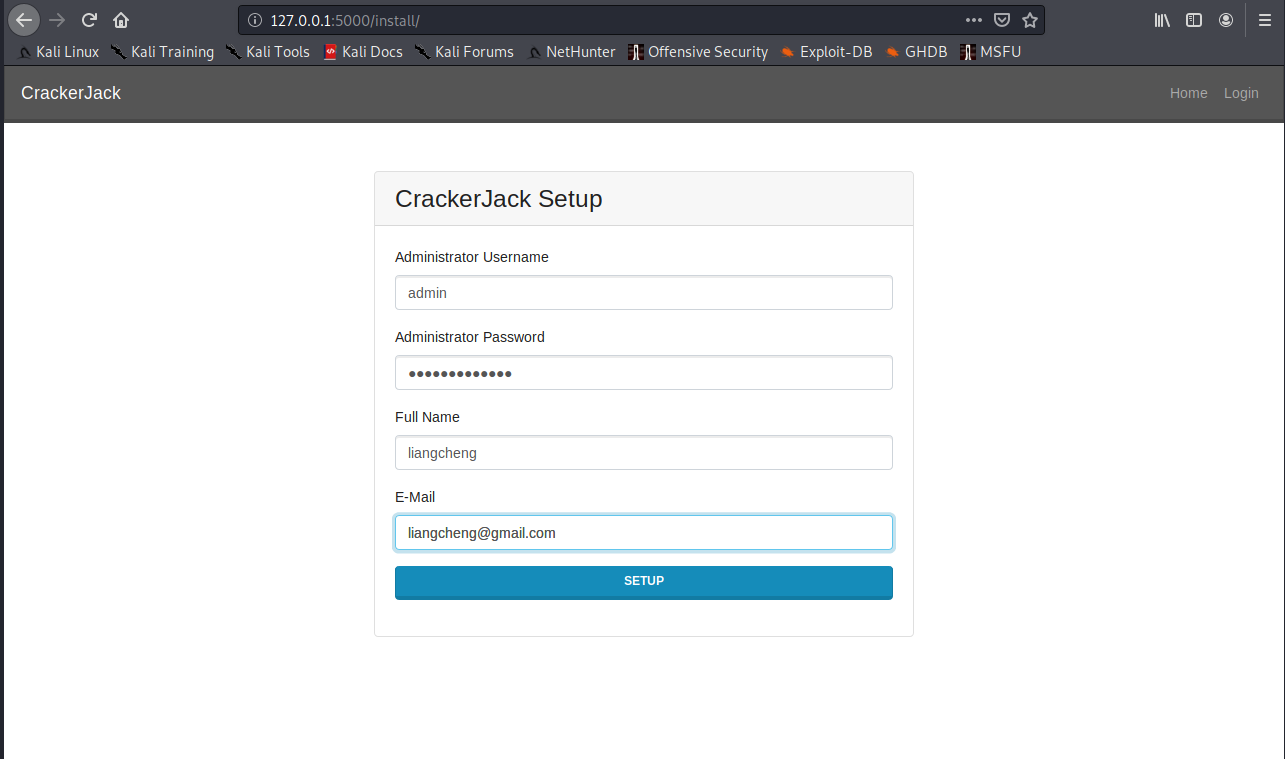 127.0.0.1:5000/install/
Kali Linux Kali Training Kali Tools Kali Docs Kali Forums NetHunter Offensive Security Exploit-DB GHDB MSFU
CrackerJack Home Login
CrackerJack Setup
Administrator Username
admin
Administrator Password
•••••••••••••
Full Name
liangcheng
E-Mail
liangcheng@gmail.com
SETUP